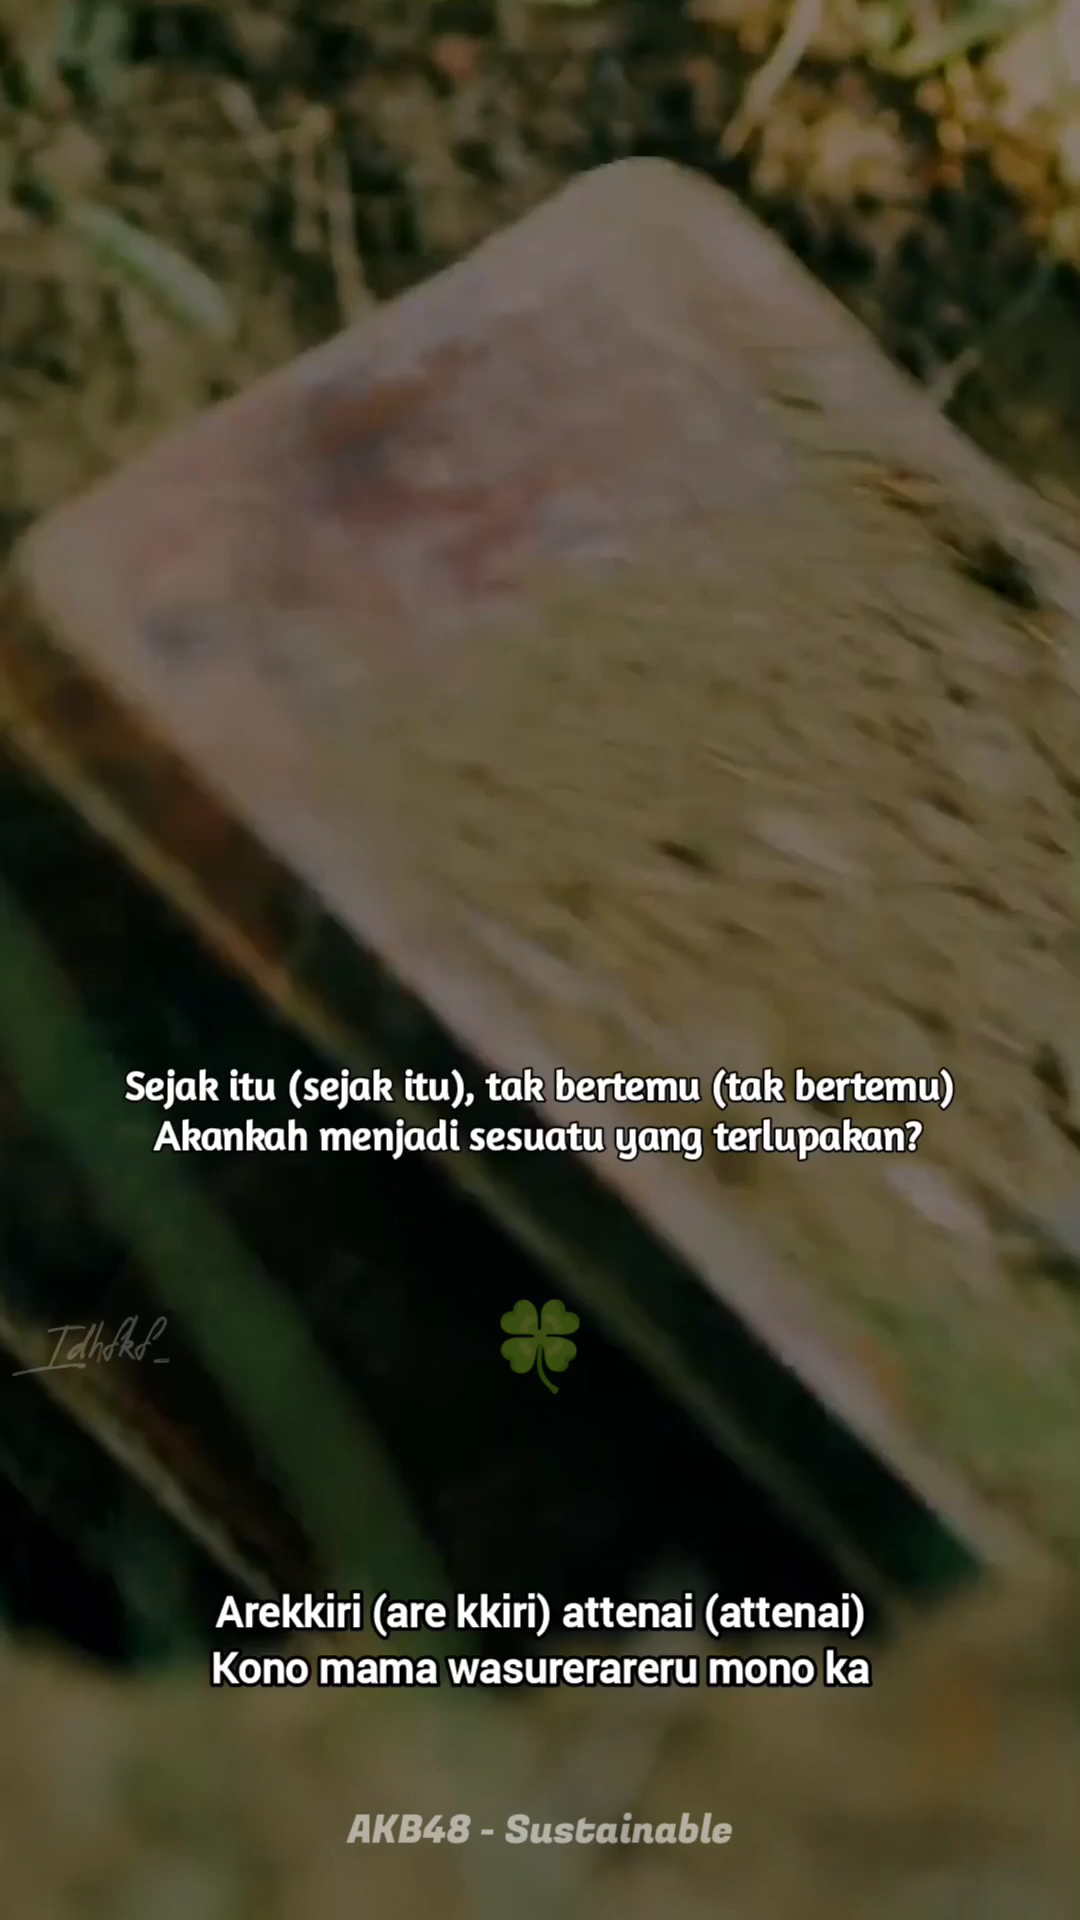 Sejak itu (sejak itu), tak bertemu (tak bertemu)
Akankah menjadi sesuatu yang terlupakan?
Arekkiri (are kkiri) attenai (attenai)
Kono mama wasurerareru mono ka
AKB48 - Sustainable